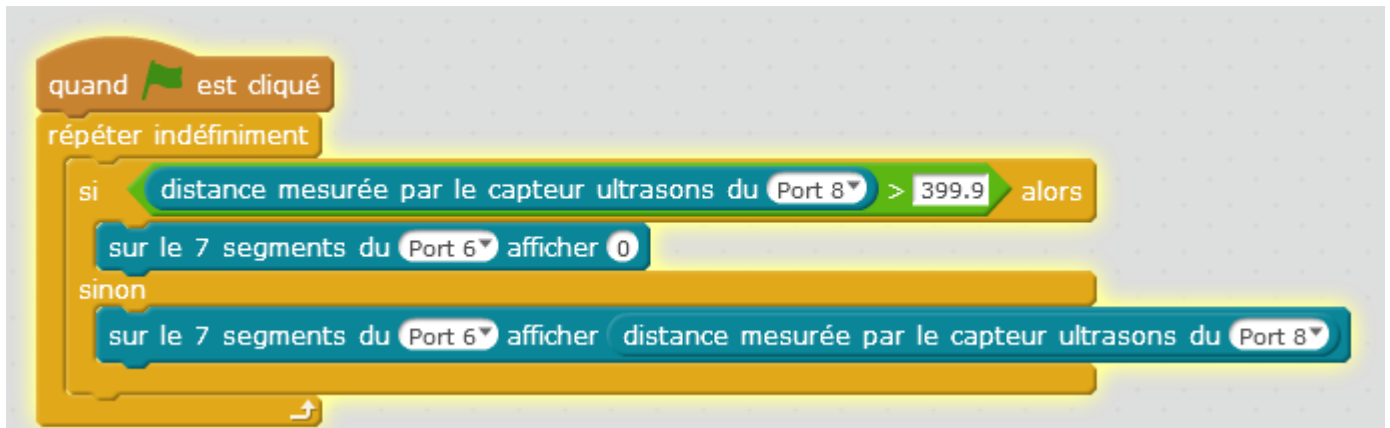 quand est cliqué
répéter indéfiniment
si distance mesurée par le capteur ultrasons du Port 8 > 399.9 alors
sur le 7 segments du Port 6 afficher 0
sinon
sur le 7 segments du Port 6 afficher distance mesurée par le capteur ultrasons du Port 8